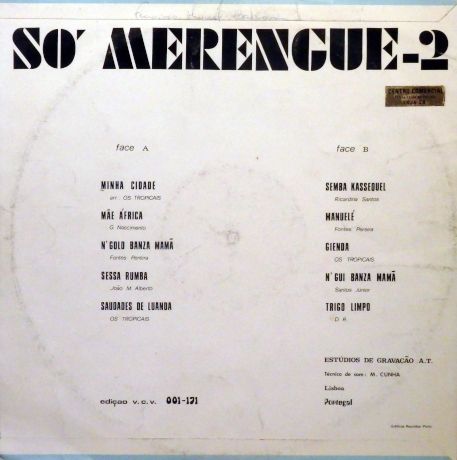 SO' MERENGUE-2
CENTRO COMERCIAL
face A
MINHA CIDADE
arr. OS TROPICAIS
MÃE ÁFRICA
G. Nascimento
N'GOLO BANZA MAMÃ
Fontes Pereira
SESSA RUMBA
João M. Alberto
SAUDADES DE LUANDA
OS TROPICAIS
face B
SEMBA KASSEQUEL
Ricardina Santos
MANUELÉ
Fontes Pereira
GIENDA
OS TROPICAIS
N'GUI BANZA MAMÃ
Santos Júnior
TRIGO LIMPO
D. R.
ESTÚDIOS DE GRAVACÃO A.T.
Técnico de som: M. CUNHA
Lisboa
Portugal
edição v.c.v. 001-171